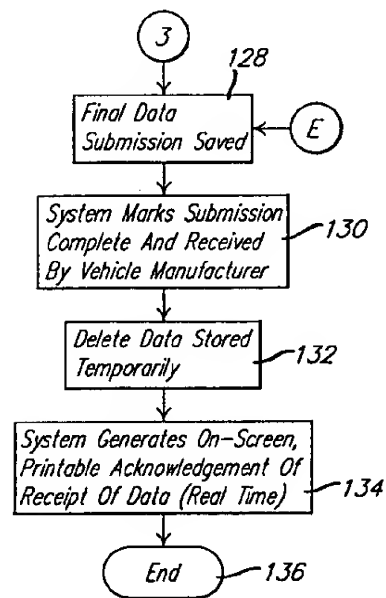 3
128
Final Data
Submission Saved
E
System Marks Submission
Complete And Received
By Vehicle Manufacturer
130
Delete Data Stored
Temporarily
132
System Generates On-Screen,
Printable Acknowledgement Of
Receipt Of Data (Real Time)
134
End
136